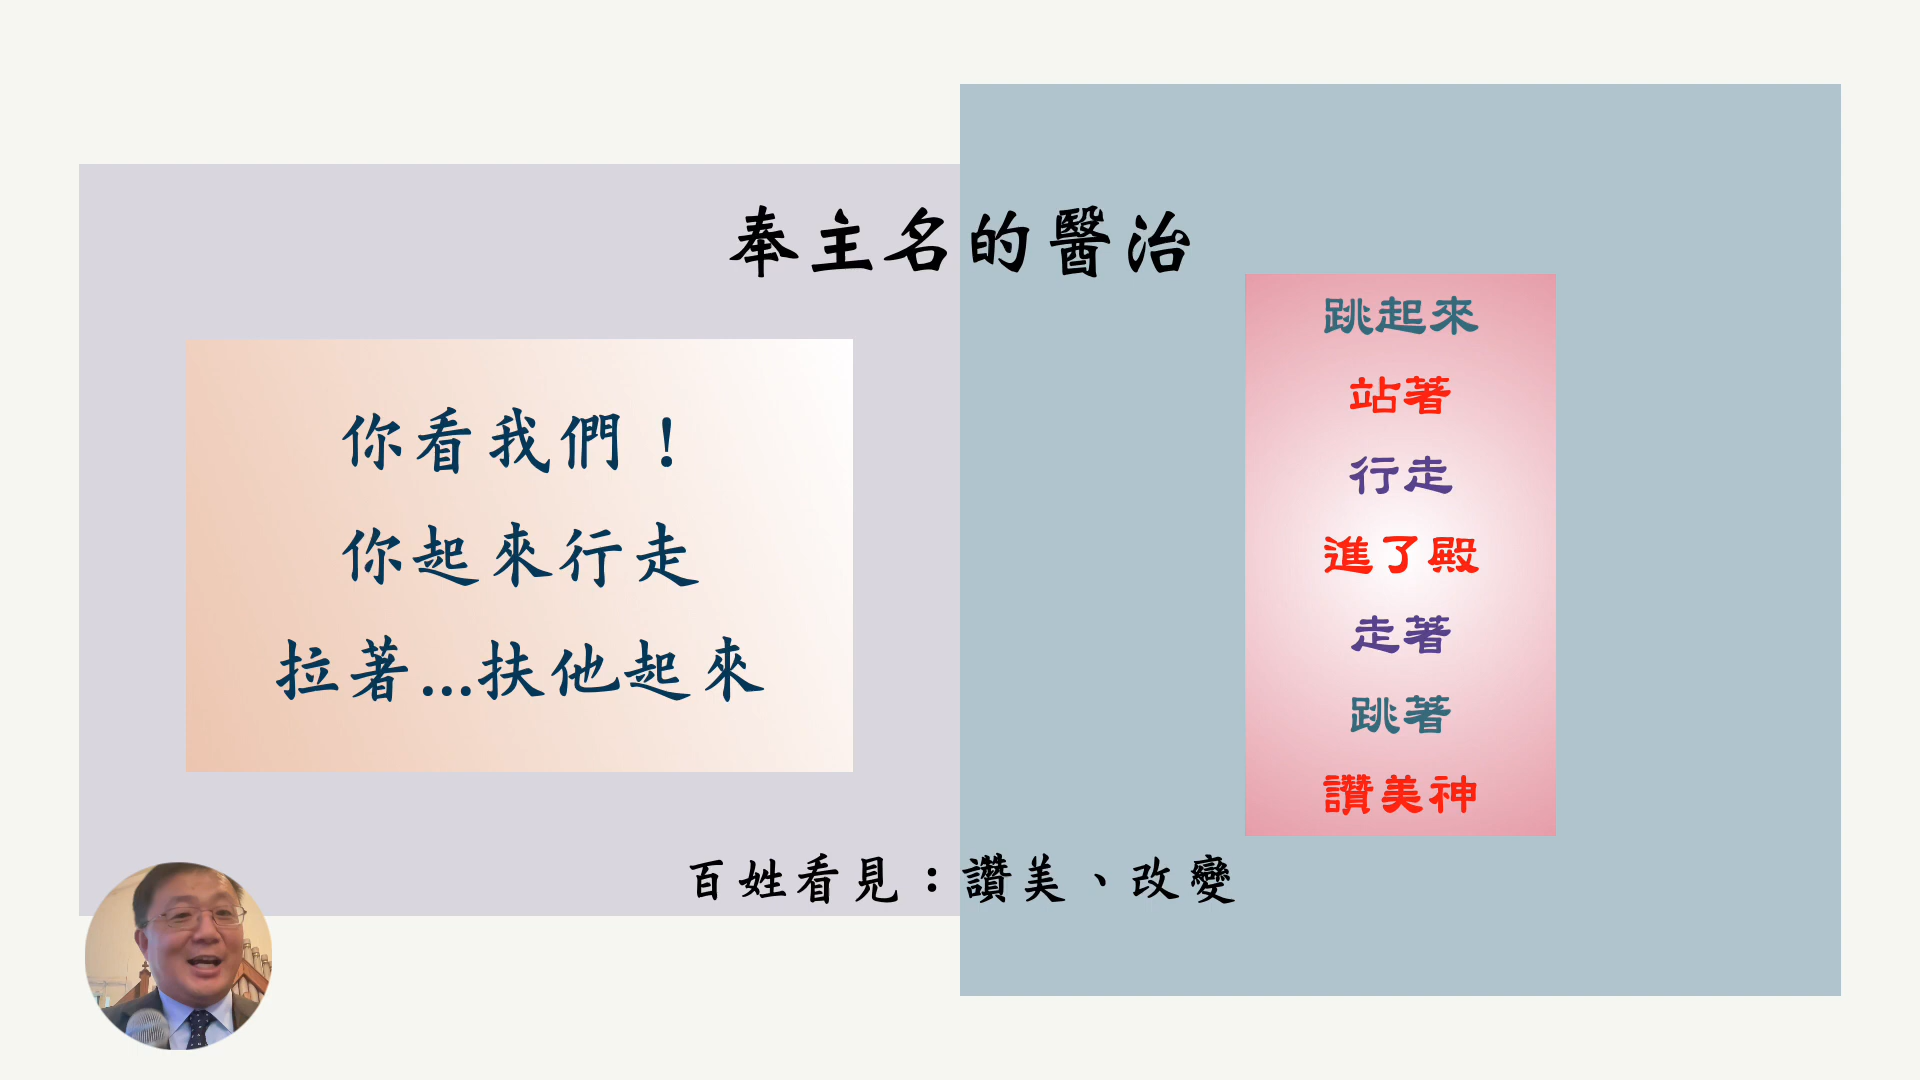 奉主名的醫治
你看我們！
你起來行走
拉著...扶他起來
跳起來
站著
行走
進了殿
走著
跳著
讚美神
百姓看見：讚美、改變